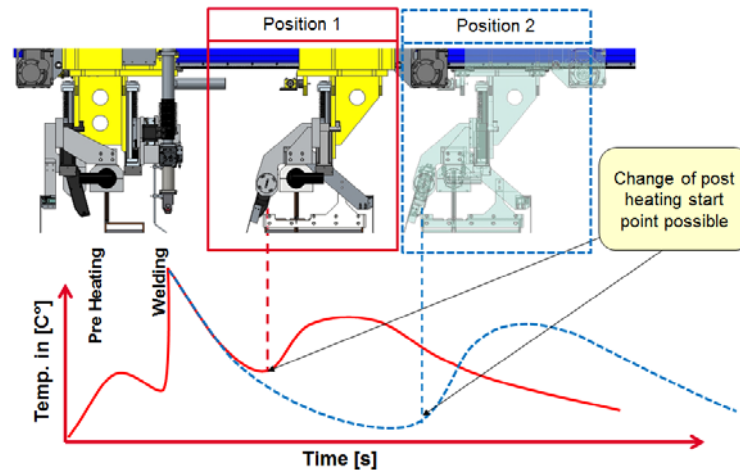 Position 1
Position 2
Change of post
heating start
point possible
Pre Heating
Welding
Temp. in [C°]
Time [s]